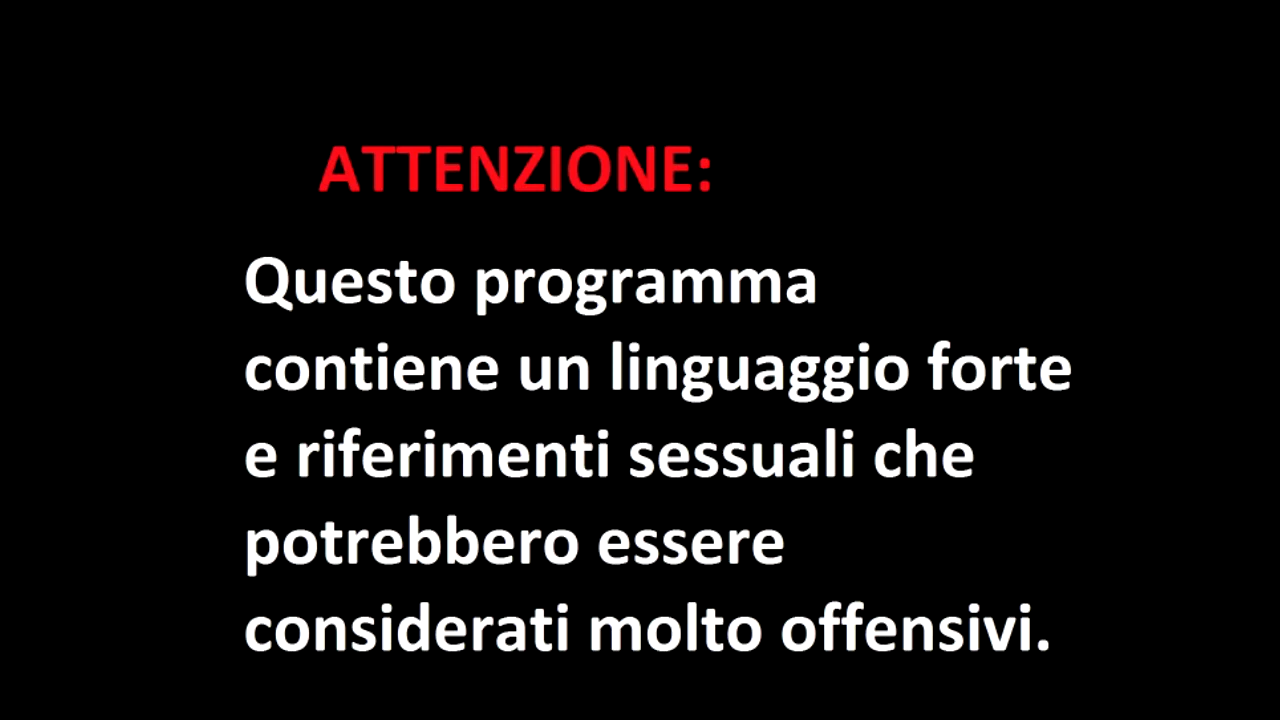 ATTENZIONE:
Questo programma
contiene un linguaggio forte
e riferimenti sessuali che
potrebbero essere
considerati molto offensivi.